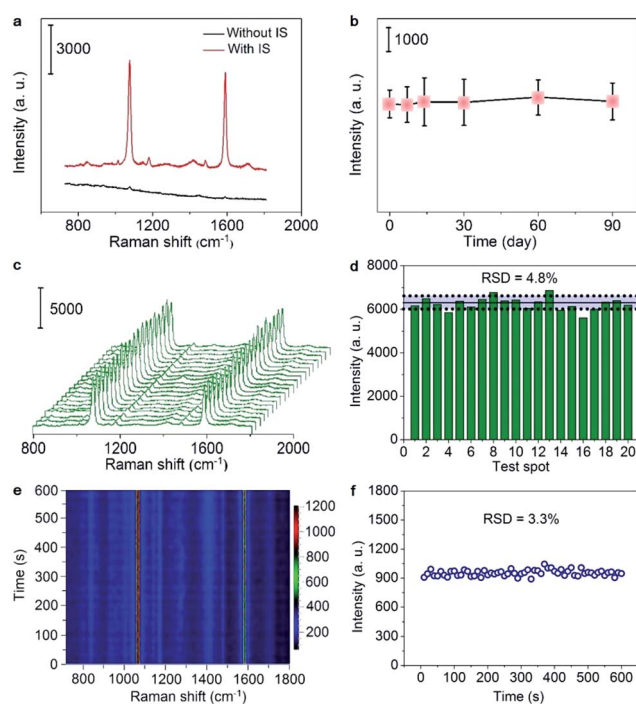 a
3000
Without IS
With IS
Intensity (a. u.)
800 1200 1600 2000
Raman shift (cm⁻¹)
b
1000
Intensity (a. u.)
0 30 60 90
Time (day)
c
5000
800 1200 1600 2000
Raman shift (cm⁻¹)
d
RSD = 4.8%
Intensity (a. u.)
8000
6000
4000
2000
0
0 2 4 6 8 10 12 14 16 18 20
Test spot
e
Time (s)
600
500
400
300
200
100
0
800 1000 1200 1400 1600 1800
Raman shift (cm⁻¹)
1200
1000
800
600
400
200
f
RSD = 3.3%
Intensity (a. u.)
1800
1500
1200
900
600
300
0
0 100 200 300 400 500 600
Time (s)